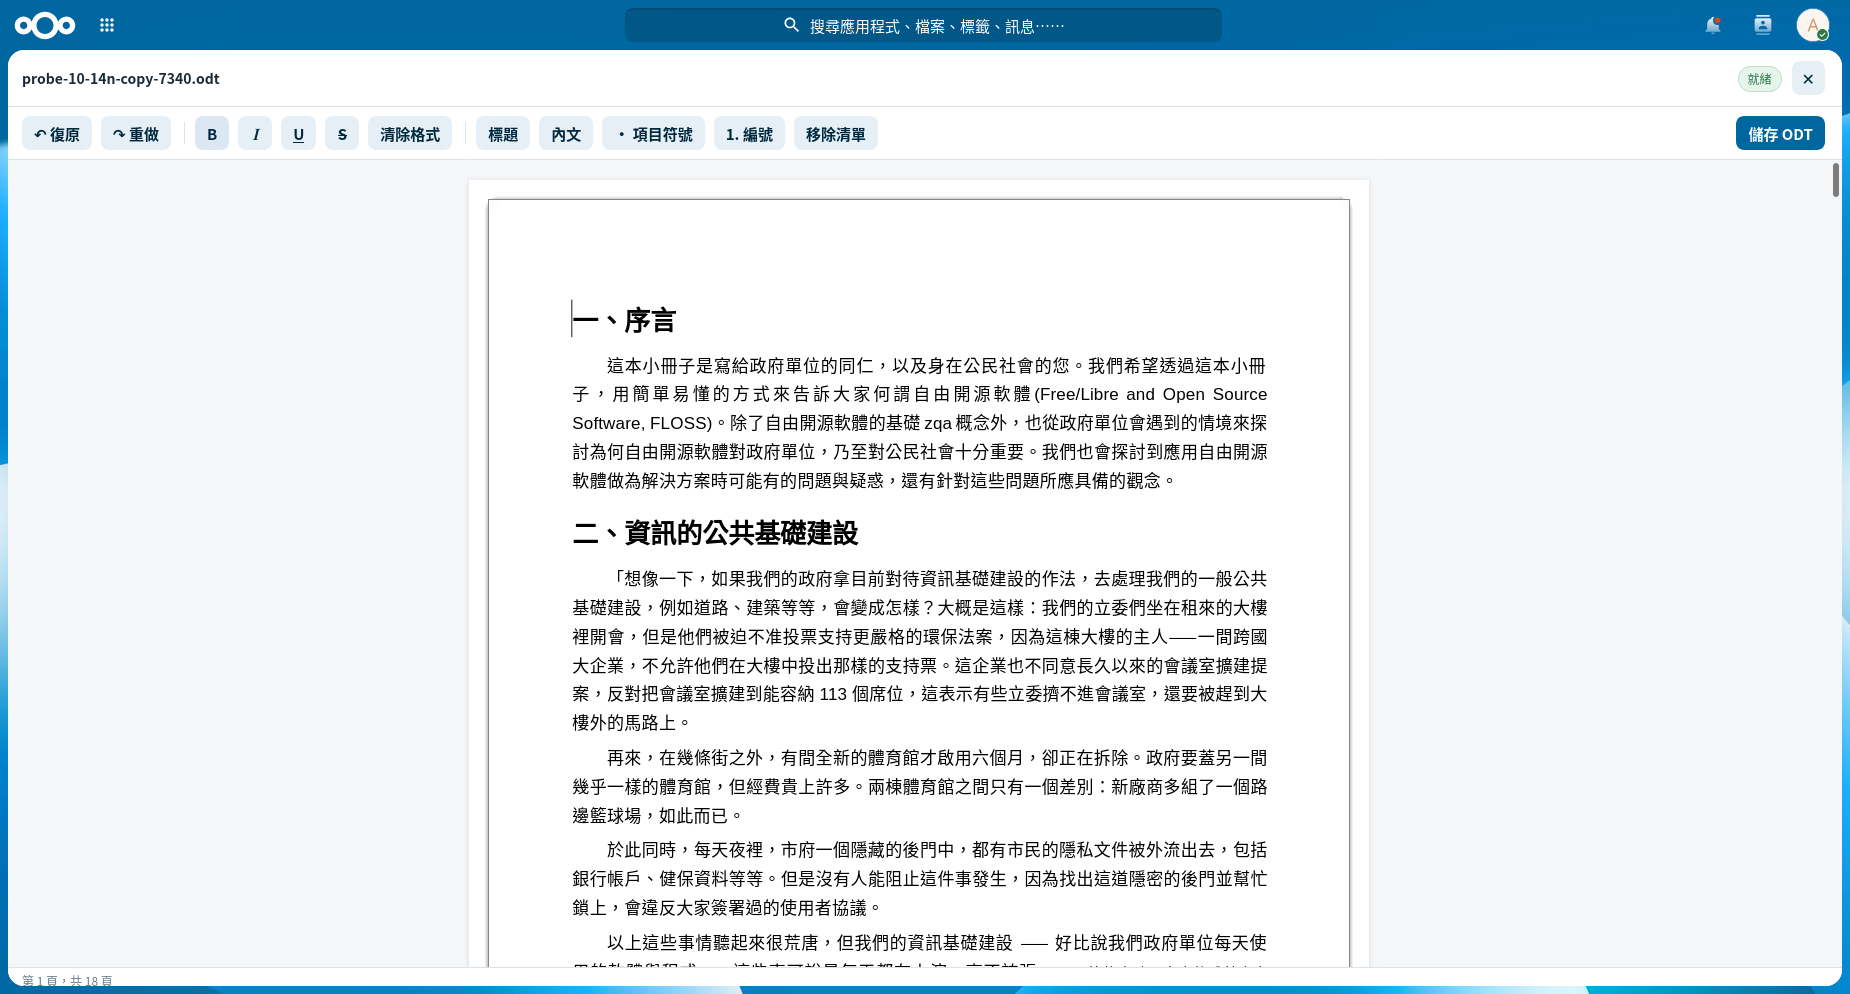 搜尋應用程式、檔案、標籤、訊息……
A
probe-10-14n-copy-7340.odt
就緒
×
↶ 復原
↷ 重做
B
I
U
S
清除格式
標題
內文
• 項目符號
1. 編號
移除清單
儲存 ODT
一、序言
這本小冊子是寫給政府單位的同仁，以及身在公民社會的您。我們希望透過這本小冊
子，用簡單易懂的方式來告訴大家何謂自由開源軟體(Free/Libre and Open Source
Software, FLOSS)。除了自由開源軟體的基礎 zqa 概念外，也從政府單位會遇到的情境來探
討為何自由開源軟體對政府單位，乃至對公民社會十分重要。我們也會探討到應用自由開源
軟體做為解決方案時可能有的問題與疑惑，還有針對這些問題所應具備的觀念。
二、資訊的公共基礎建設
「想像一下，如果我們的政府拿目前對待資訊基礎建設的作法，去處理我們的一般公共
基礎建設，例如道路、建築等等，會變成怎樣？大概是這樣：我們的立委們坐在租來的大樓
裡開會，但是他們被迫不准投票支持更嚴格的環保法案，因為這棟大樓的主人——一間跨國
大企業，不允許他們在大樓中投出那樣的支持票。這企業也不同意長久以來的會議室擴建提
案，反對把會議室擴建到能容納 113 個席位，這表示有些立委擠不進會議室，還要被趕到大
樓外的馬路上。
再來，在幾條街之外，有間全新的體育館才啟用六個月，卻正在拆除。政府要蓋另一間
幾乎一樣的體育館，但經費貴上許多。兩棟體育館之間只有一個差別：新廠商多組了一個路
邊籃球場，如此而已。
於此同時，每天夜裡，市府一個隱藏的後門中，都有市民的隱私文件被外流出去，包括
銀行帳戶、健保資料等等。但是沒有人能阻止這件事發生，因為找出這道隱密的後門並幫忙
鎖上，會違反大家簽署過的使用者協議。
以上這些事情聽起來很荒唐，但我們的資訊基礎建設 —— 好比說我們政府單位每天使
第 1 頁，共 18 頁